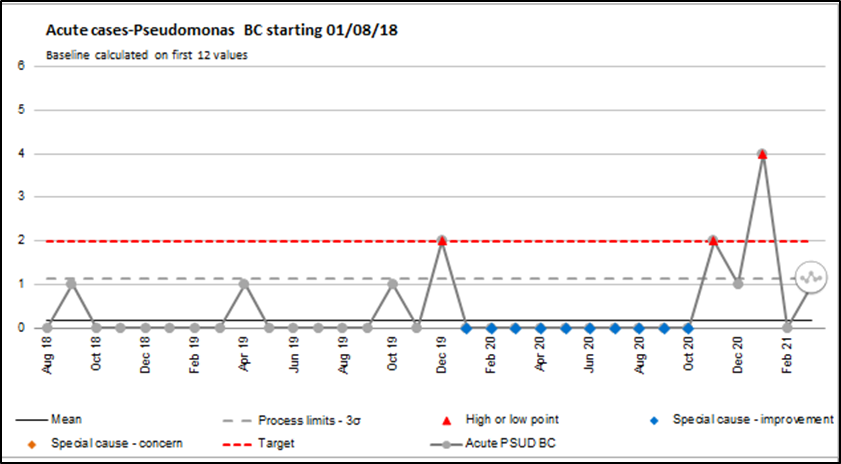 Acute cases-Pseudomonas BC starting 01/08/18
Baseline calculated on first 12 values
6
5
4
3
2
1
0
Aug 18
Oct 18
Dec 18
Feb 19
Apr 19
Jun 19
Aug 19
Oct 19
Dec 19
Feb 20
Apr 20
Jun 20
Aug 20
Oct 20
Dec 20
Feb 21
Mean
Process limits - 3σ
High or low point
Special cause - improvement
Special cause - concern
Target
Acute PSUD BC